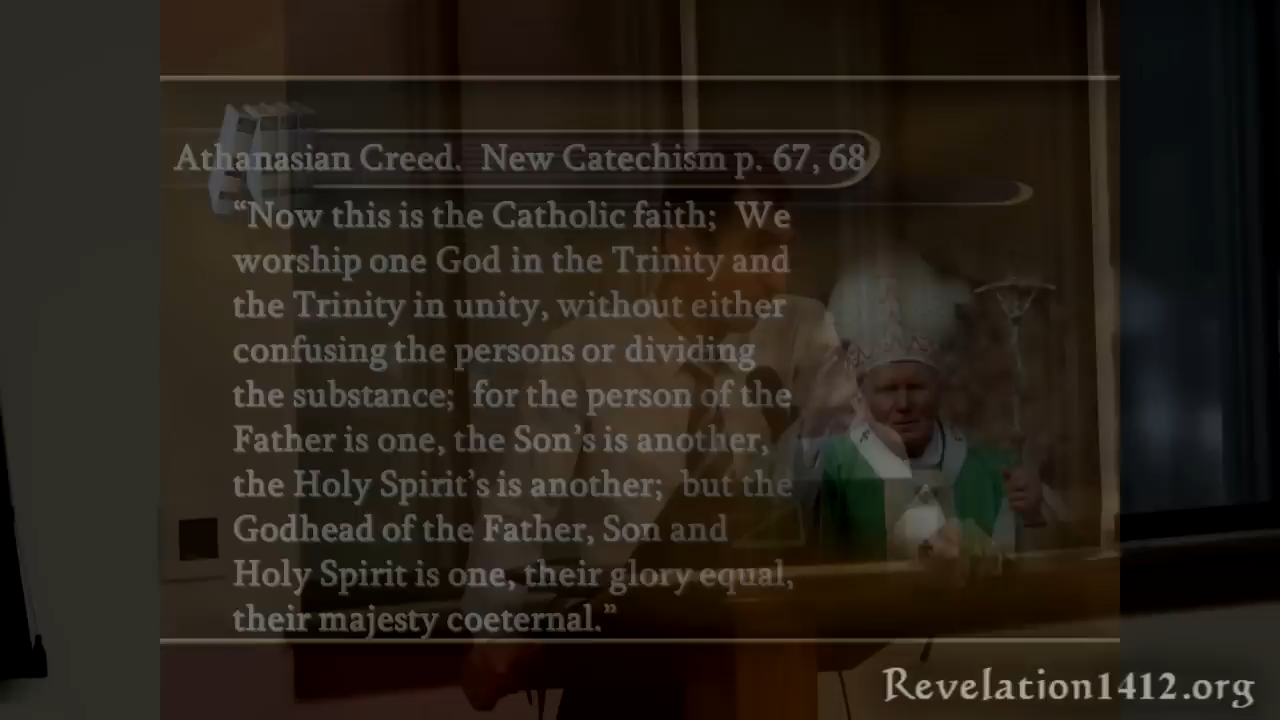 Athanasian Creed.  New Catechism p. 67, 68
“Now this is the Catholic faith;  We
worship one God in the Trinity and
the Trinity in unity, without either
confusing the persons or dividing
the substance;  for the person of the
Father is one, the Son’s is another,
the Holy Spirit’s is another;  but the
Godhead of the Father, Son and
Holy Spirit is one, their glory equal,
their majesty coeternal.”
Revelation1412.org